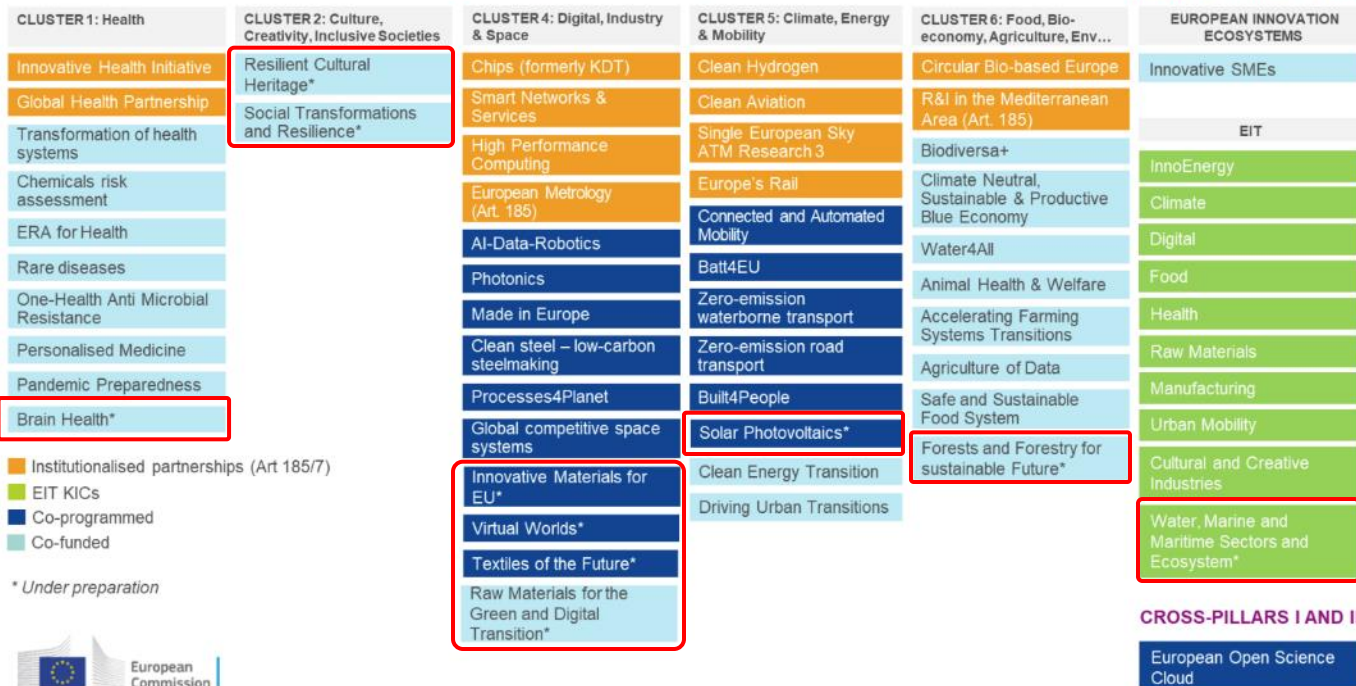 CLUSTER 1: Health
Innovative Health Initiative
Global Health Partnership
Transformation of health
systems
Chemicals risk
assessment
ERA for Health
Rare diseases
One-Health Anti Microbial
Resistance
Personalised Medicine
Pandemic Preparedness
Brain Health*
CLUSTER 2: Culture,
Creativity, Inclusive Societies
Resilient Cultural
Heritage*
Social Transformations
and Resilience*
CLUSTER 4: Digital, Industry
& Space
Chips (formerly KDT)
Smart Networks &
Services
High Performance
Computing
European Metrology
(Art. 185)
AI-Data-Robotics
Photonics
Made in Europe
Clean steel – low-carbon
steelmaking
Processes4Planet
Global competitive space
systems
Innovative Materials for
EU*
Virtual Worlds*
Textiles of the Future*
Raw Materials for the
Green and Digital
Transition*
CLUSTER 5: Climate, Energy
& Mobility
Clean Hydrogen
Clean Aviation
Single European Sky
ATM Research 3
Europe's Rail
Connected and Automated
Mobility
Batt4EU
Zero-emission
waterborne transport
Zero-emission road
transport
Built4People
Solar Photovoltaics*
Clean Energy Transition
Driving Urban Transitions
CLUSTER 6: Food, Bio-
economy, Agriculture, Env...
Circular Bio-based Europe
R&I in the Mediterranean
Area (Art. 185)
Biodiversa+
Climate Neutral,
Sustainable & Productive
Blue Economy
Water4All
Animal Health & Welfare
Accelerating Farming
Systems Transitions
Agriculture of Data
Safe and Sustainable
Food System
Forests and Forestry for
sustainable Future*
EUROPEAN INNOVATION
ECOSYSTEMS
Innovative SMEs
EIT
InnoEnergy
Climate
Digital
Food
Health
Raw Materials
Manufacturing
Urban Mobility
Cultural and Creative
Industries
Water, Marine and
Maritime Sectors and
Ecosystem*
CROSS-PILLARS I AND II
European Open Science
Cloud
Institutionalised partnerships (Art 185/7)
EIT KICs
Co-programmed
Co-funded
* Under preparation
European
Commission